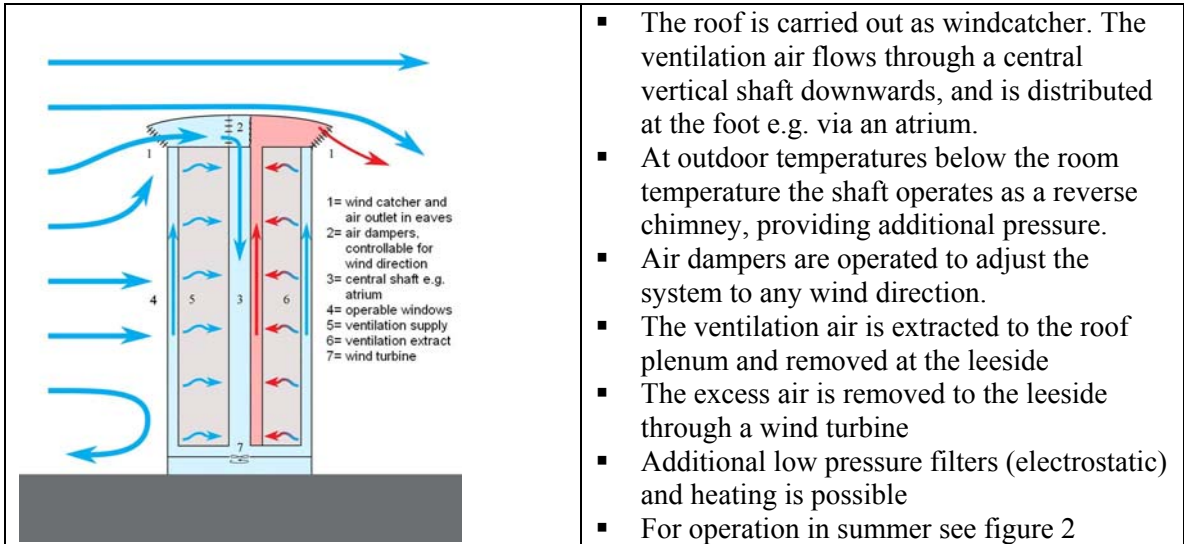 1
2
1
4
5
3
6
7
1= wind catcher and
air outlet in eaves
2= air dampers,
controllable for
wind direction
3= central shaft e.g.
atrium
4= operable windows
5= ventilation supply
6= ventilation extract
7= wind turbine
▪ The roof is carried out as windcatcher. The
ventilation air flows through a central
vertical shaft downwards, and is distributed
at the foot e.g. via an atrium.
▪ At outdoor temperatures below the room
temperature the shaft operates as a reverse
chimney, providing additional pressure.
▪ Air dampers are operated to adjust the
system to any wind direction.
▪ The ventilation air is extracted to the roof
plenum and removed at the leeside
▪ The excess air is removed to the leeside
through a wind turbine
▪ Additional low pressure filters (electrostatic)
and heating is possible
▪ For operation in summer see figure 2